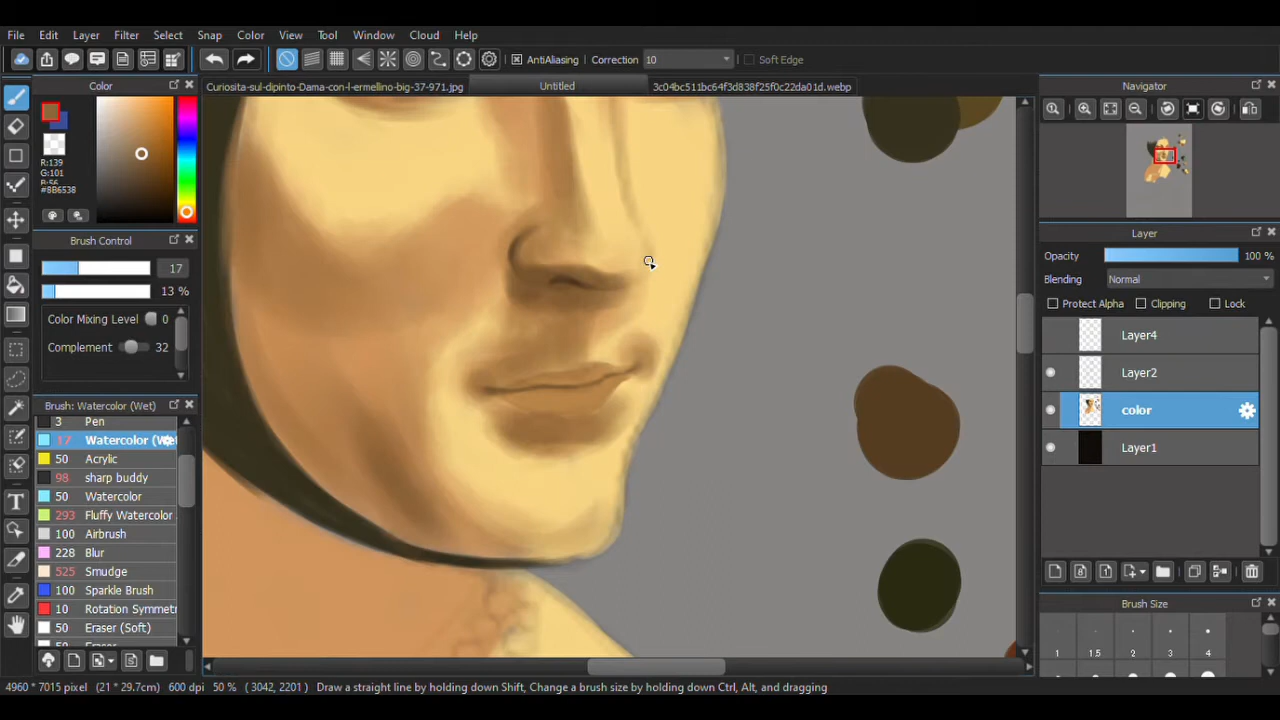 File Edit Layer Filter Select Snap Color View Tool Window Cloud Help
AntiAliasing Correction 10 Soft Edge
Color
Curiosita-sul-dipinto-Dama-con-l-ermelino-big-37-971.jpg Untitled 3c04bc511bc64f3d838f25f0c22da01d.webp
Navigator
R:139
G:101
B:56
#8B6538
Brush Control
17
13 %
Color Mixing Level 0
Complement 32
Layer
Opacity 100 %
Blending Normal
Protect Alpha Clipping Lock
Layer4
Layer2
color
Layer1
Brush: Watercolor (Wet)
3 Pen
17 Watercolor (Wet
50 Acrylic
98 sharp buddy
50 Watercolor
293 Fluffy Watercolor
100 Airbrush
228 Blur
525 Smudge
100 Sparkle Brush
10 Rotation Symmetr
50 Eraser (Soft)
50 Eraser
Brush Size
1 1.5 2 3 4
4960 * 7015 pixel (21 * 29.7cm) 600 dpi 50 % ( 3042, 2201 ) Draw a straight line by holding down Shift, Change a brush size by holding down Ctrl, Alt, and dragging